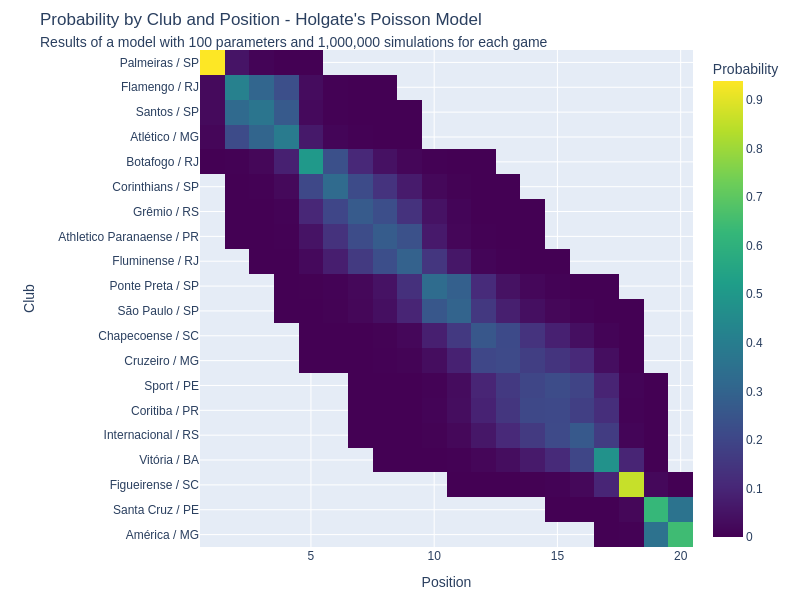 Probability by Club and Position - Holgate's Poisson Model
Results of a model with 100 parameters and 1,000,000 simulations for each game
Probability
Palmeiras / SP
Flamengo / RJ
Santos / SP
Atlético / MG
Botafogo / RJ
Corinthians / SP
Grêmio / RS
Athletico Paranaense / PR
Fluminense / RJ
Ponte Preta / SP
São Paulo / SP
Chapecoense / SC
Cruzeiro / MG
Sport / PE
Coritiba / PR
Internacional / RS
Vitória / BA
Figueirense / SC
Santa Cruz / PE
América / MG
Club
0.9
0.8
0.7
0.6
0.5
0.4
0.3
0.2
0.1
0
5
10
15
20
Position